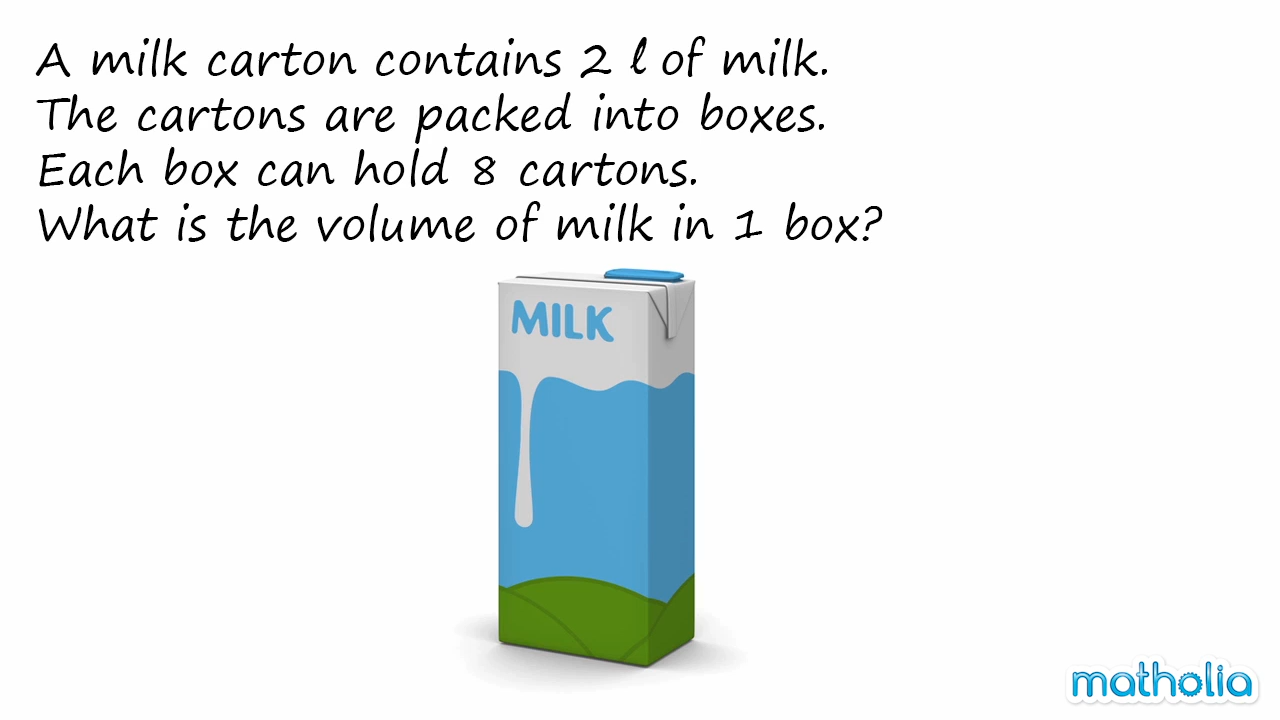 A milk carton contains 2 l of milk.
The cartons are packed into boxes.
Each box can hold 8 cartons.
What is the volume of milk in 1 box?
MILK
matholia